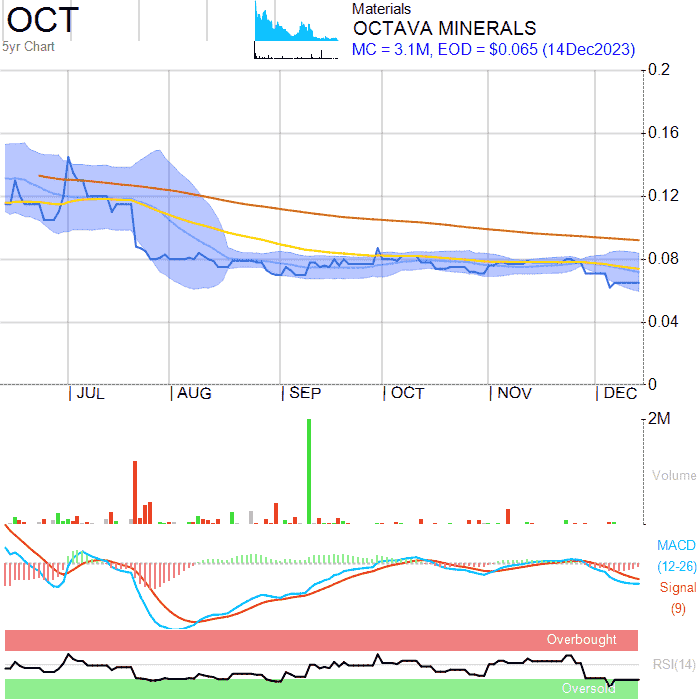 OCT
5yr Chart
Materials
OCTAVA MINERALS
MC = 3.1M, EOD = $0.065 (14Dec2023)
0.2
0.16
0.12
0.08
0.04
0
JUL AUG SEP OCT NOV DEC
2M
Volume
MACD
(12-26)
Signal
(9)
Overbought
RSI(14)
Oversold